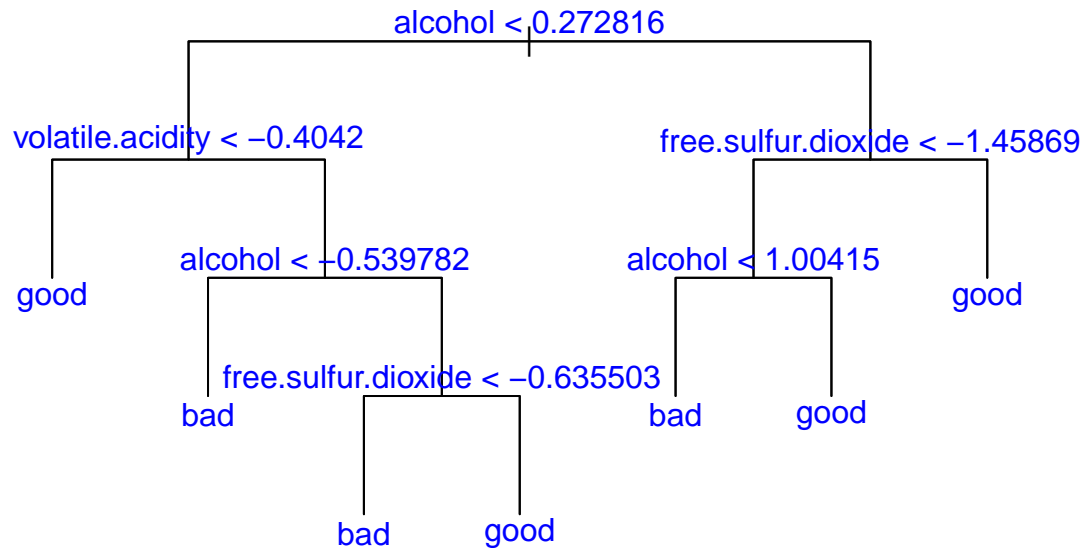 alcohol < 0.272816
volatile.acidity < −0.4042
free.sulfur.dioxide < −1.45869
alcohol < −0.539782
alcohol < 1.00415
good
good
free.sulfur.dioxide < −0.635503
bad
bad
good
bad
good